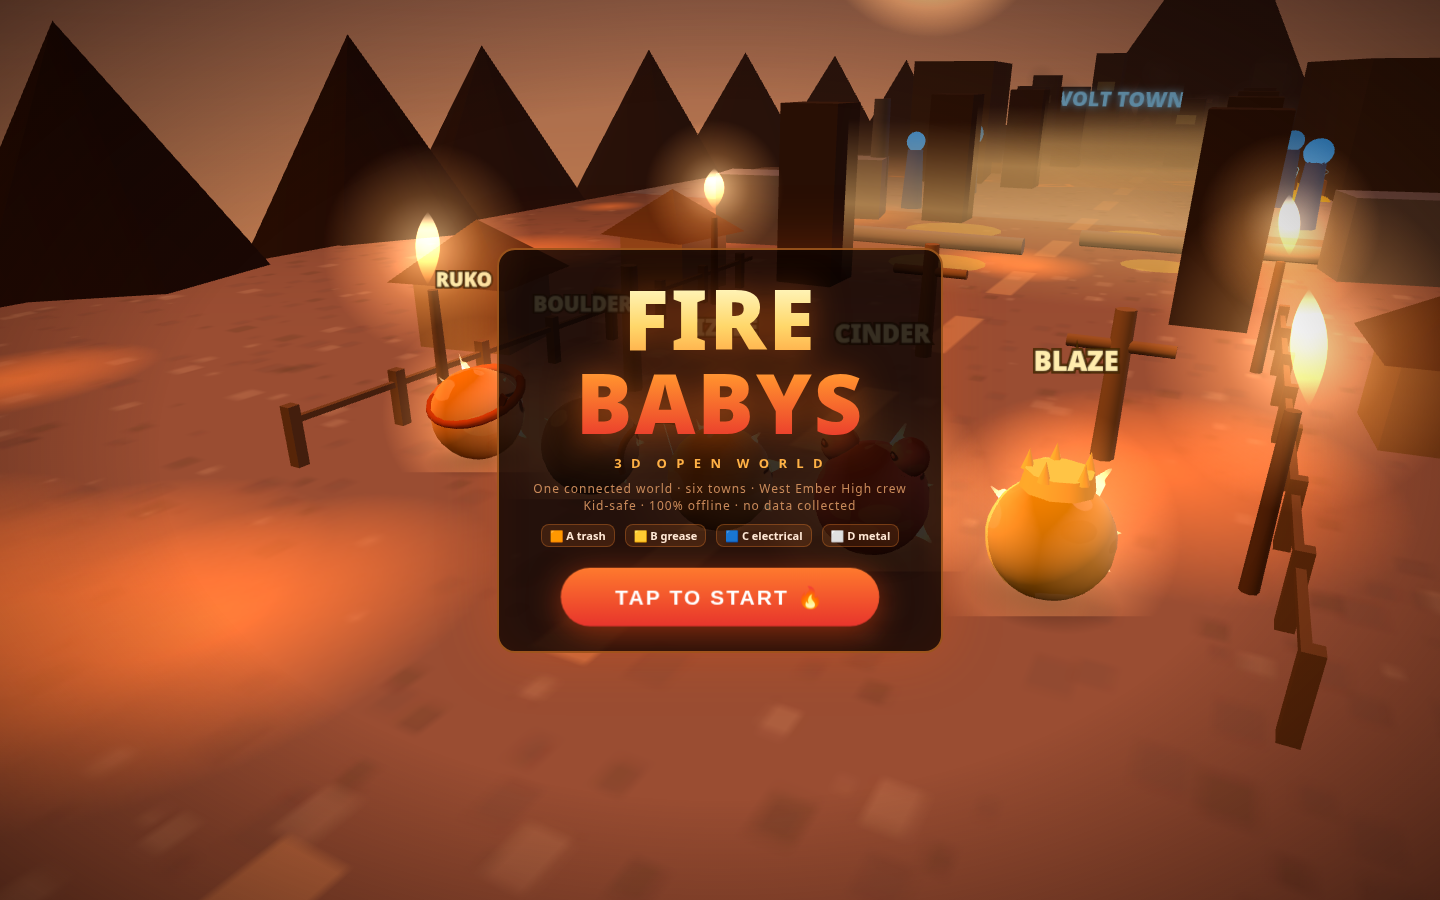 VOLT TOWN
RUKO
BOULDER
CINDER
BLAZE
FIRE
BABYS
3D OPEN WORLD
One connected world · six towns · West Ember High crew
Kid-safe · 100% offline · no data collected
🟧 A trash 🟨 B grease 🟦 C electrical ⬜ D metal
TAP TO START 🔥